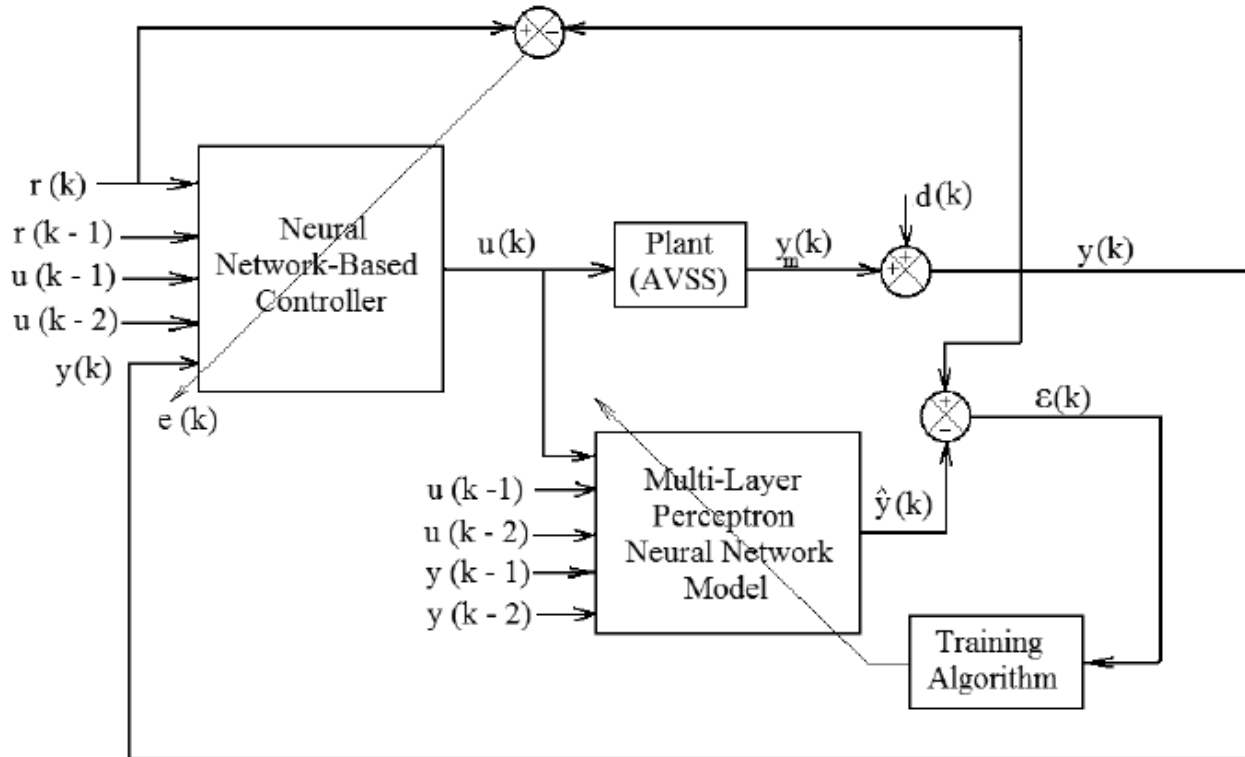 + −
r (k)
r (k - 1)
u (k - 1)
u (k - 2)
y (k)
Neural
Network-Based
Controller
e (k)
u (k)
Plant
(AVSS)
y_m(k)
d (k)
+ +
y (k)
+
−
ε(k)
u (k -1)
u (k - 2)
y (k - 1)
y (k - 2)
Multi-Layer
Perceptron
Neural Network
Model
ŷ (k)
Training
Algorithm